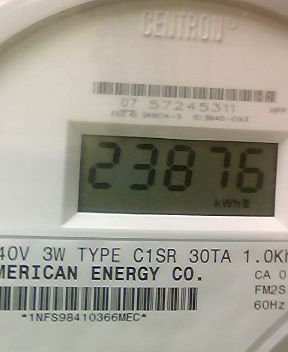 CENTRON
07 57245311
23876
kWh
40V 3W TYPE C1SR 30TA 1.0Kh
MERICAN ENERGY CO.
CA 0
FM2S
60Hz
*1NFS98410366MEC*